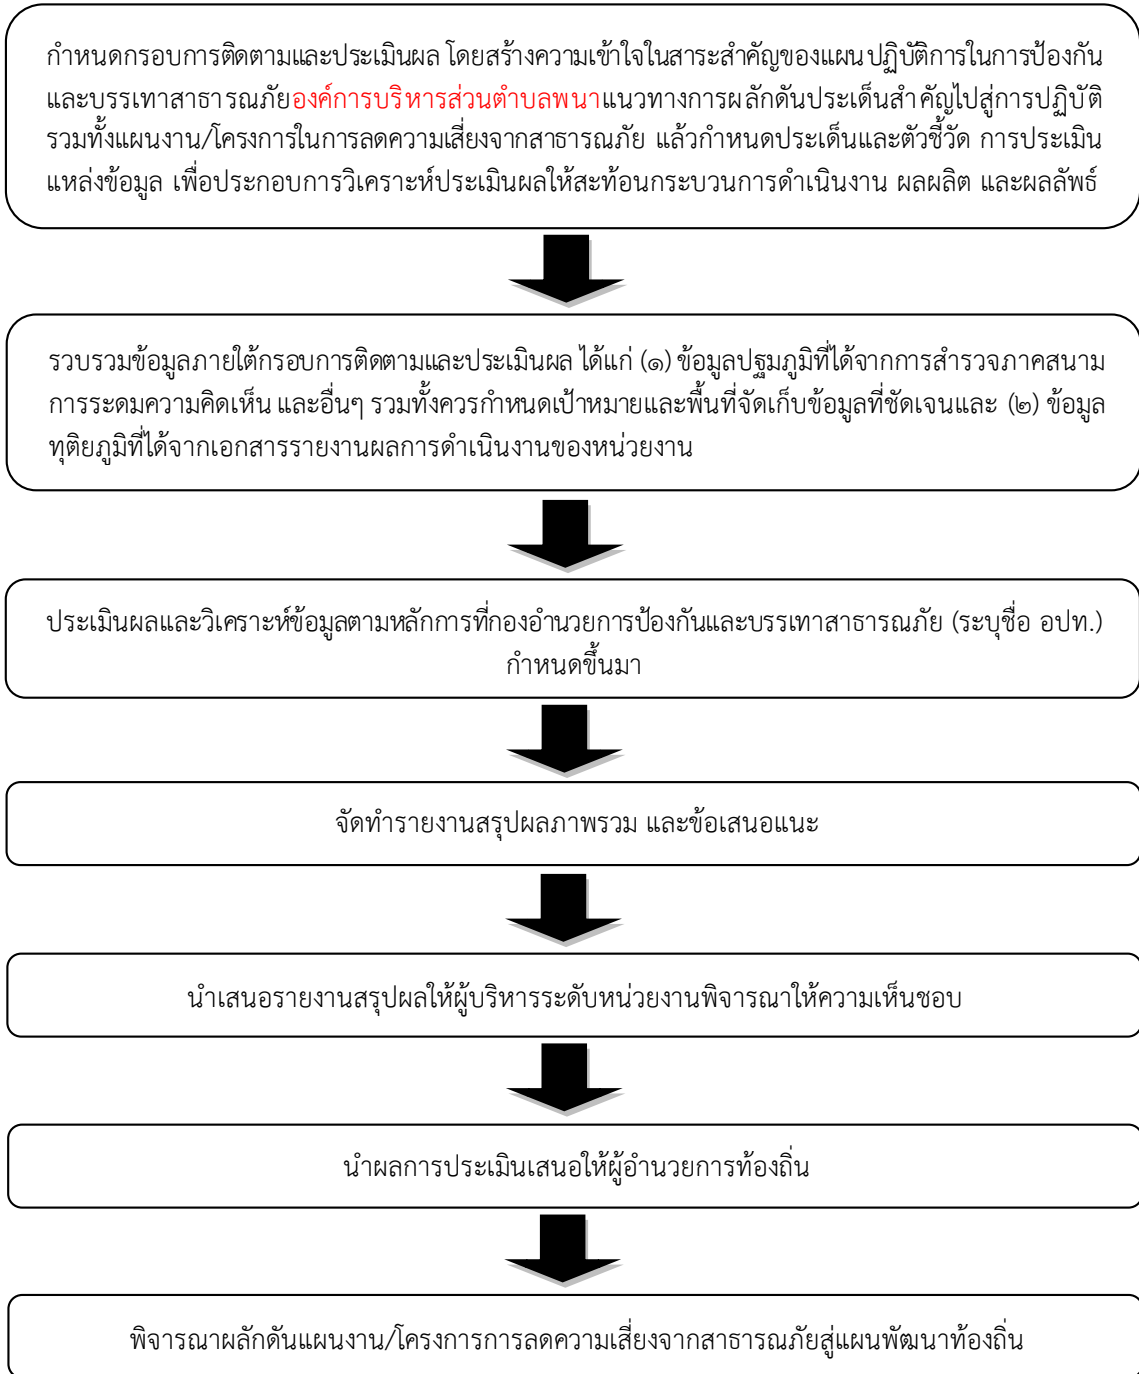 กำหนดกรอบการติดตามและประเมินผล โดยสร้างความเข้าใจในสาระสำคัญของแผนปฏิบัติการในการป้องกัน
และบรรเทาสาธารณภัยองค์การบริหารส่วนตำบลพนาแนวทางการผลักดันประเด็นสำคัญไปสู่การปฏิบัติ
รวมทั้งแผนงาน/โครงการในการลดความเสี่ยงจากสาธารณภัย แล้วกำหนดประเด็นและตัวชี้วัด การประเมิน
แหล่งข้อมูล เพื่อประกอบการวิเคราะห์ประเมินผลให้สะท้อนกระบวนการดำเนินงาน ผลผลิต และผลลัพธ์
รวบรวมข้อมูลภายใต้กรอบการติดตามและประเมินผล ได้แก่ (๑) ข้อมูลปฐมภูมิที่ได้จากการสำรวจภาคสนาม
การระดมความคิดเห็น และอื่นๆ รวมทั้งควรกำหนดเป้าหมายและพื้นที่จัดเก็บข้อมูลที่ชัดเจนและ (๒) ข้อมูล
ทุติยภูมิที่ได้จากเอกสารรายงานผลการดำเนินงานของหน่วยงาน
ประเมินผลและวิเคราะห์ข้อมูลตามหลักการที่กองอำนวยการป้องกันและบรรเทาสาธารณภัย (ระบุชื่อ อปท.)
กำหนดขึ้นมา
จัดทำรายงานสรุปผลภาพรวม และข้อเสนอแนะ
นำเสนอรายงานสรุปผลให้ผู้บริหารระดับหน่วยงานพิจารณาให้ความเห็นชอบ
นำผลการประเมินเสนอให้ผู้อำนวยการท้องถิ่น
พิจารณาผลักดันแผนงาน/โครงการการลดความเสี่ยงจากสาธารณภัยสู่แผนพัฒนาท้องถิ่น